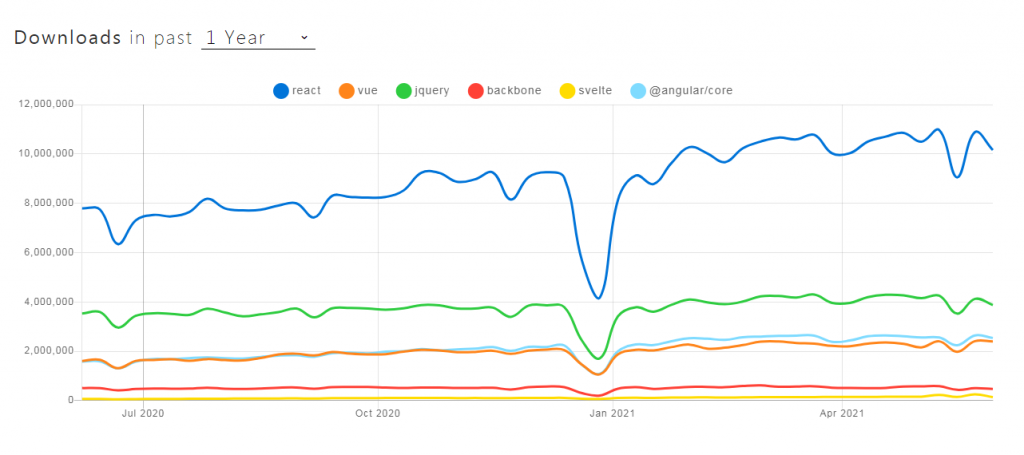 Downloads in past 1 Year
react vue jquery backbone svelte @angular/core
12,000,000
10,000,000
8,000,000
6,000,000
4,000,000
2,000,000
0
Jul 2020 Oct 2020 Jan 2021 Apr 2021